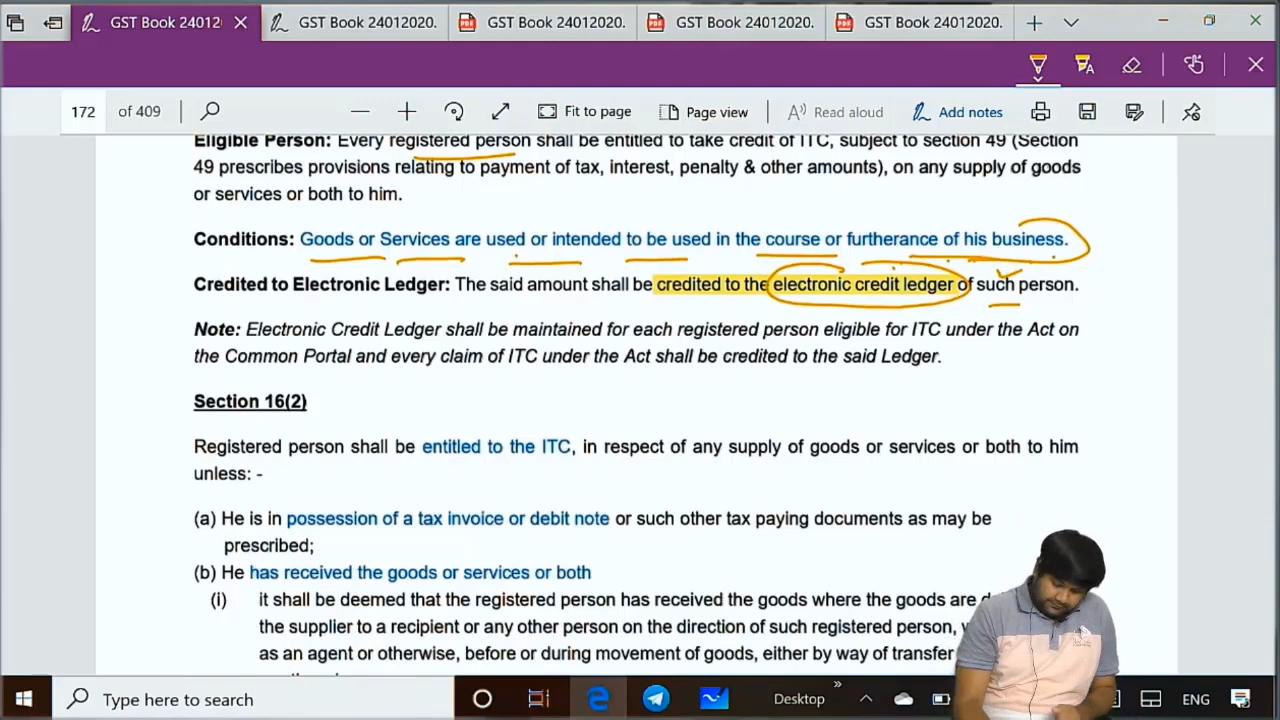 GST Book 24012 GST Book 24012020. GST Book 24012020. GST Book 24012020. GST Book 24012020.
172 of 409 Fit to page Page view Read aloud Add notes
Eligible Person: Every registered person shall be entitled to take credit of ITC, subject to section 49 (Section
49 prescribes provisions relating to payment of tax, interest, penalty & other amounts), on any supply of goods
or services or both to him.
Conditions: Goods or Services are used or intended to be used in the course or furtherance of his business.
Credited to Electronic Ledger: The said amount shall be credited to the electronic credit ledger of such person.
Note: Electronic Credit Ledger shall be maintained for each registered person eligible for ITC under the Act on
the Common Portal and every claim of ITC under the Act shall be credited to the said Ledger.
Section 16(2)
Registered person shall be entitled to the ITC, in respect of any supply of goods or services or both to him
unless: -
(a) He is in possession of a tax invoice or debit note or such other tax paying documents as may be
prescribed;
(b) He has received the goods or services or both
(i) it shall be deemed that the registered person has received the goods where the goods are
the supplier to a recipient or any other person on the direction of such registered person,
as an agent or otherwise, before or during movement of goods, either by way of transfer
Type here to search Desktop ENG